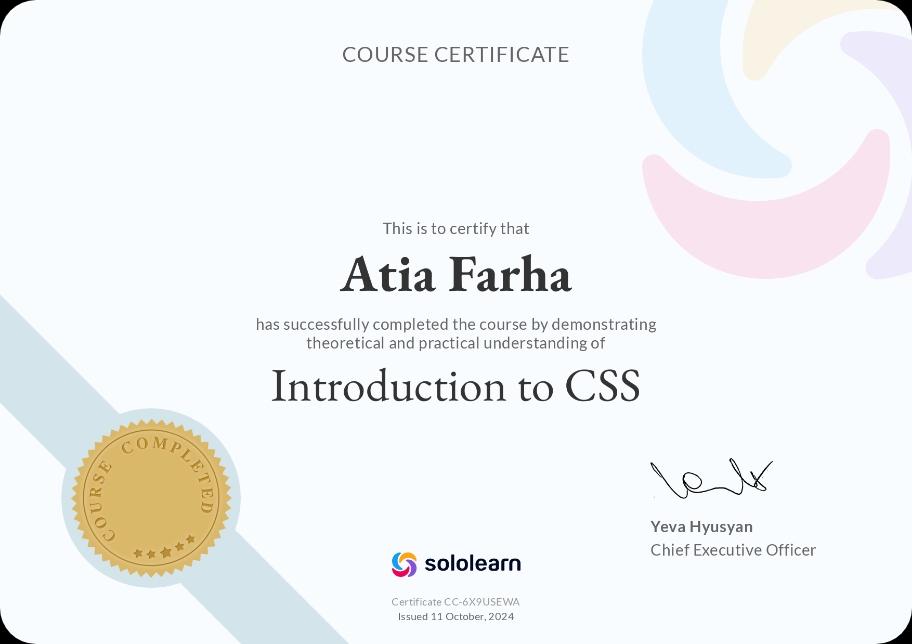 COURSE CERTIFICATE
This is to certify that
Atia Farha
has successfully completed the course by demonstrating
theoretical and practical understanding of
Introduction to CSS
COURSE COMPLETED
Yeva Hyusyan
Chief Executive Officer
sololearn
Certificate CC-6X9USEWA
Issued 11 October, 2024